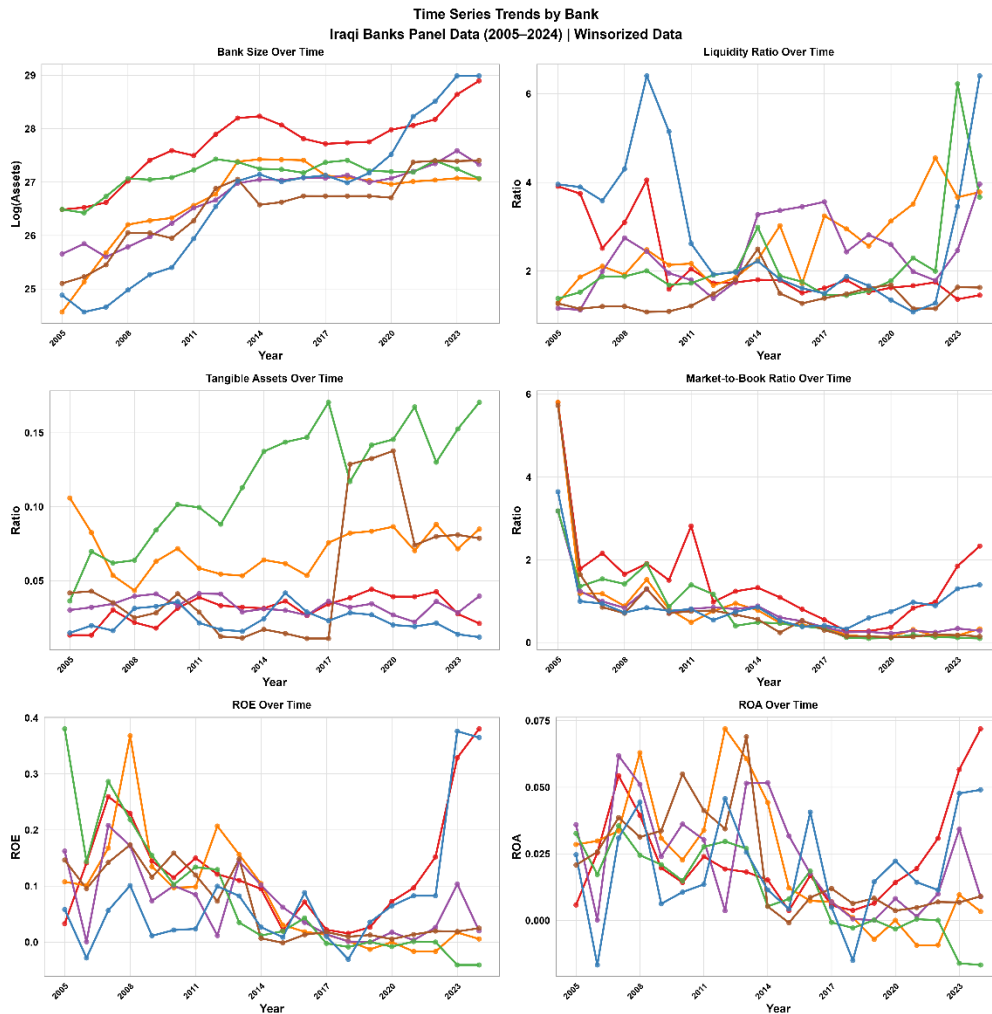 Time Series Trends by Bank
Iraqi Banks Panel Data (2005–2024) | Winsorized Data
Bank Size Over Time
Log(Assets)
29
28
27
26
25
2005 2008 2011 2014 2017 2020 2023
Year
Liquidity Ratio Over Time
Ratio
6
4
2
2005 2008 2011 2014 2017 2020 2023
Year
Tangible Assets Over Time
Ratio
0.15
0.10
0.05
2005 2008 2011 2014 2017 2020 2023
Year
Market-to-Book Ratio Over Time
Ratio
6
4
2
0
2005 2008 2011 2014 2017 2020 2023
Year
ROE Over Time
ROE
0.4
0.3
0.2
0.1
0.0
2005 2008 2011 2014 2017 2020 2023
Year
ROA Over Time
ROA
0.075
0.050
0.025
0.000
2005 2008 2011 2014 2017 2020 2023
Year